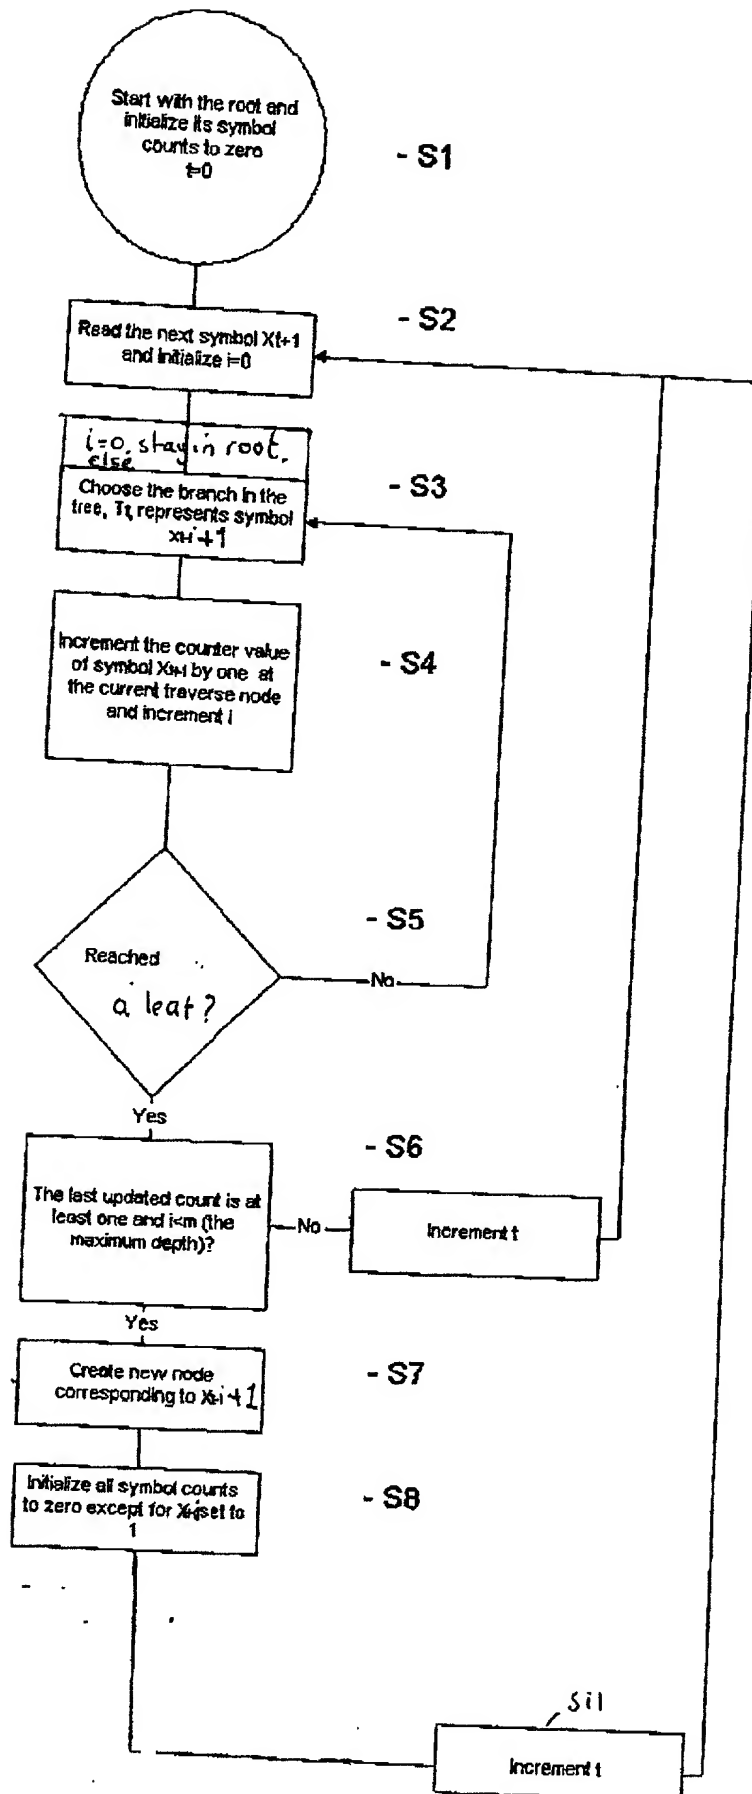 Start with the root and
initialize its symbol
counts to zero
t=0
- S1
Read the next symbol Xt+1
and initialize i=0
- S2
i=0, stay in root.
else
Choose the branch in the
tree, Tt, represents symbol
xt-i+1
- S3
Increment the counter value
of symbol Xt+1 by one at
the current traverse node
and increment i
- S4
Reached
a leaf?
- S5
No
Yes
The last updated count is at
least one and i<m (the
maximum depth)?
- S6
No
Increment t
Yes
Create new node
corresponding to Xt-i+1
- S7
Initialize all symbol counts
to zero except for set to
1
- S8
S11
Increment t